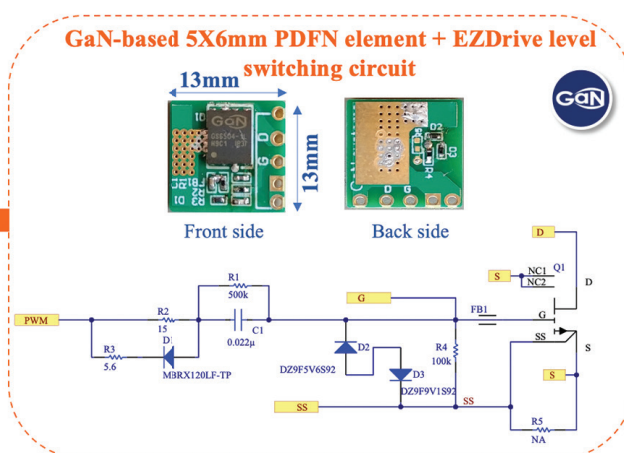 GaN-based 5X6mm PDFN element + EZDrive level
switching circuit
GaN
13mm
13mm
GaN
D
G
Front side
D2
D3
R4
D G
Back side
D
S
NC1
NC2
Q1
D
R1
500k
G
PWM
R2
15
C1
0.022μ
FB1
G
SS
S
R3
5.6
D1
MBRX120LF-TP
D2
DZ9F5V6S92
R4
100k
D3
DZ9F9V1S92
S
SS
SS
R5
NA